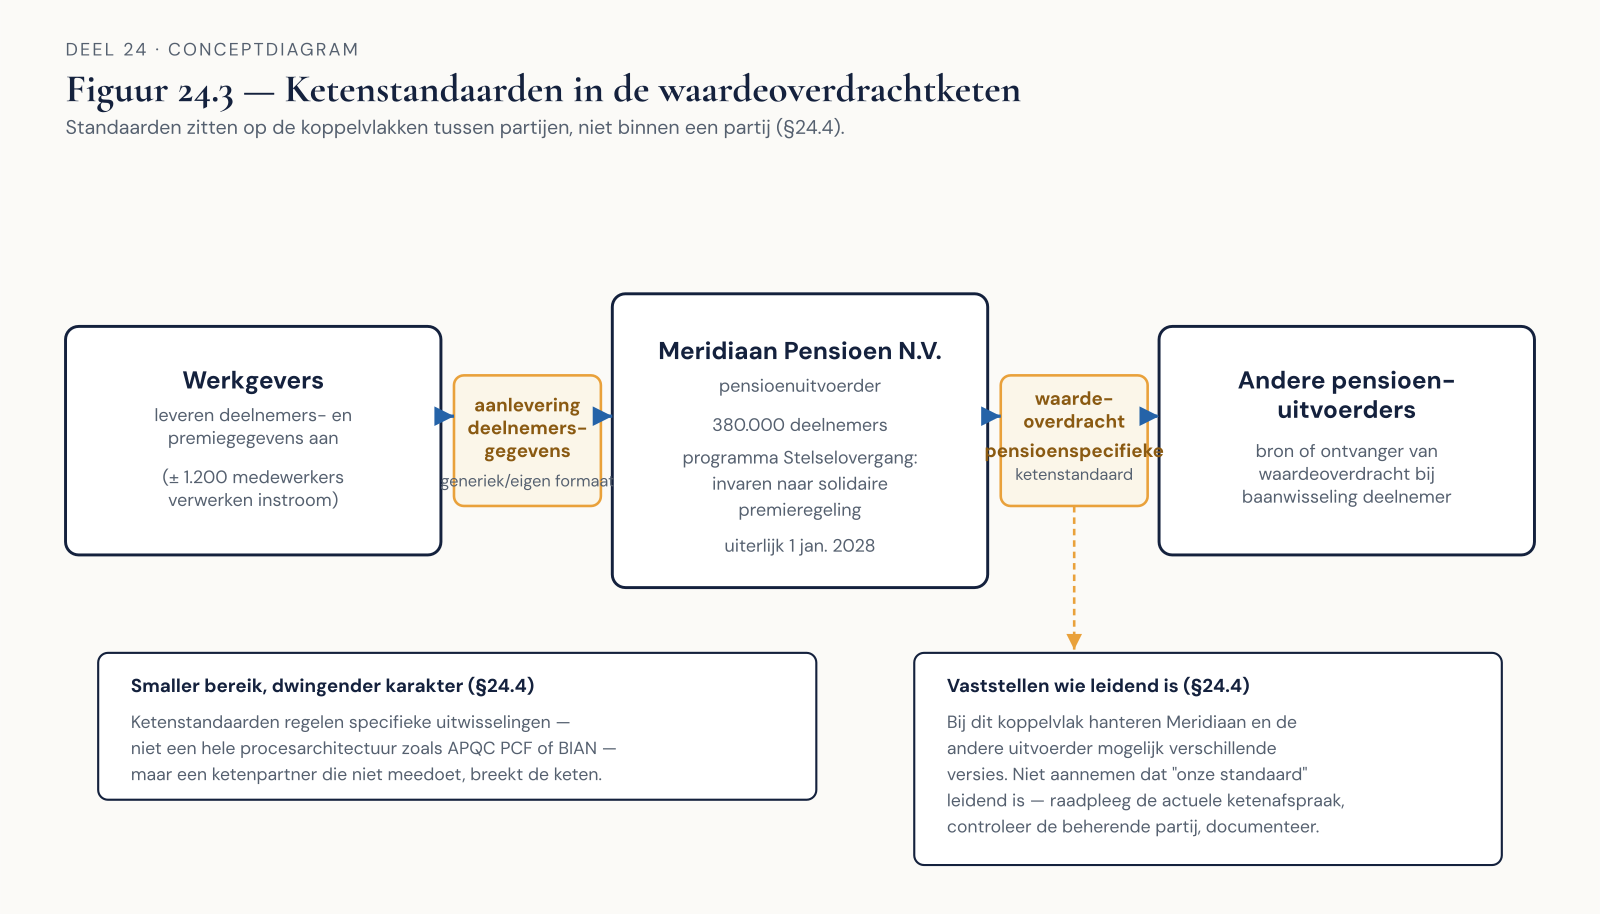 DEEL 24 · CONCEPTDIAGRAM
Figuur 24.3 — Ketenstandaarden in de waardeoverdrachtketen
Standaarden zitten op de koppelvlakken tussen partijen, niet binnen een partij (§24.4).
Werkgevers
leveren deelnemers- en
premiegegevens aan
(± 1.200 medewerkers
verwerken instroom)
aanlevering
deelnemers-
gegevens
generiek/eigen formaat
Meridiaan Pensioen N.V.
pensioenuitvoerder
380.000 deelnemers
programma Stelselovergang:
invaren naar solidaire
premieregeling
uiterlijk 1 jan. 2028
waarde-
overdracht
pensioenspecifieke
ketenstandaard
Andere pensioen-
uitvoerders
bron of ontvanger van
waardeoverdracht bij
baanwisseling deelnemer
Smaller bereik, dwingender karakter (§24.4)
Ketenstandaarden regelen specifieke uitwisselingen —
niet een hele procesarchitectuur zoals APQC PCF of BIAN —
maar een ketenpartner die niet meedoet, breekt de keten.
Vaststellen wie leidend is (§24.4)
Bij dit koppelvlak hanteren Meridiaan en de
andere uitvoerder mogelijk verschillende
versies. Niet aannemen dat "onze standaard"
leidend is — raadpleeg de actuele ketenafspraak,
controleer de beherende partij, documenteer.